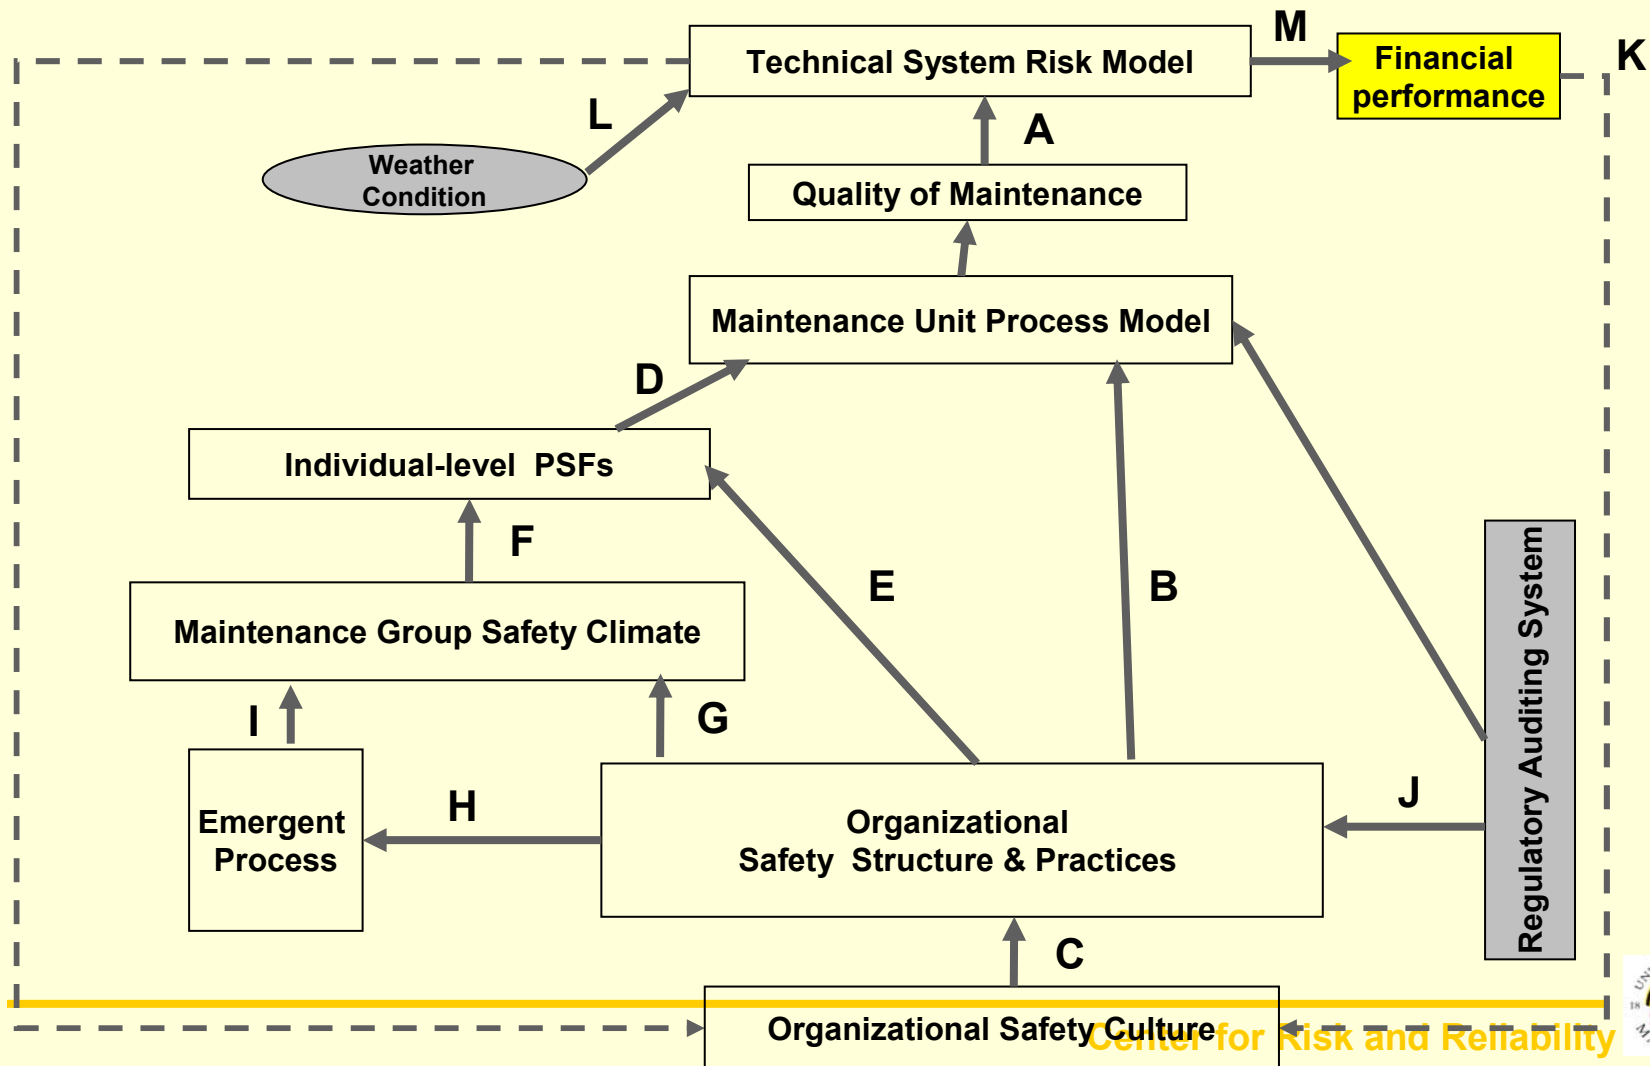 M
K
Technical System Risk Model
Financial
performance
L
A
Weather
Condition
Quality of Maintenance
Maintenance Unit Process Model
D
Individual-level PSFs
F
E
B
Regulatory Auditing System
Maintenance Group Safety Climate
I
G
H
J
Emergent
Process
Organizational
Safety Structure & Practices
C
Organizational Safety Culture
Center for Risk and Reliability
18